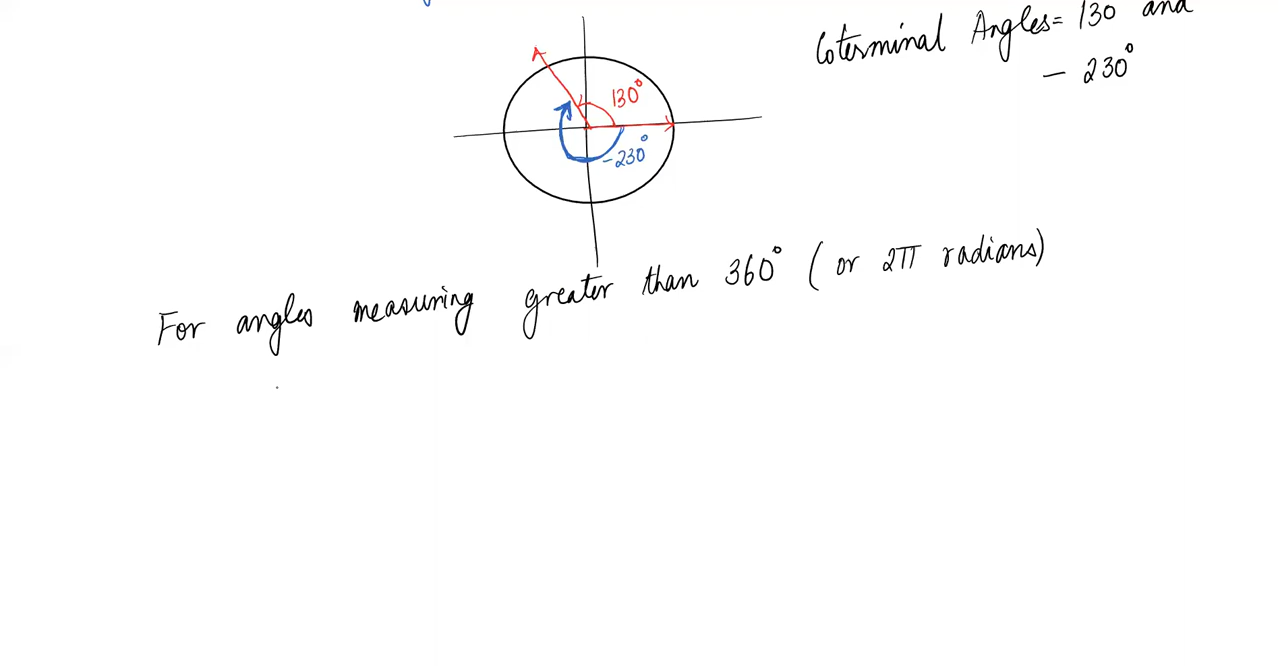 Coterminal Angles= 130 and
- 230°
130°
-230°
For angles measuring greater than 360° (or 2π radians)